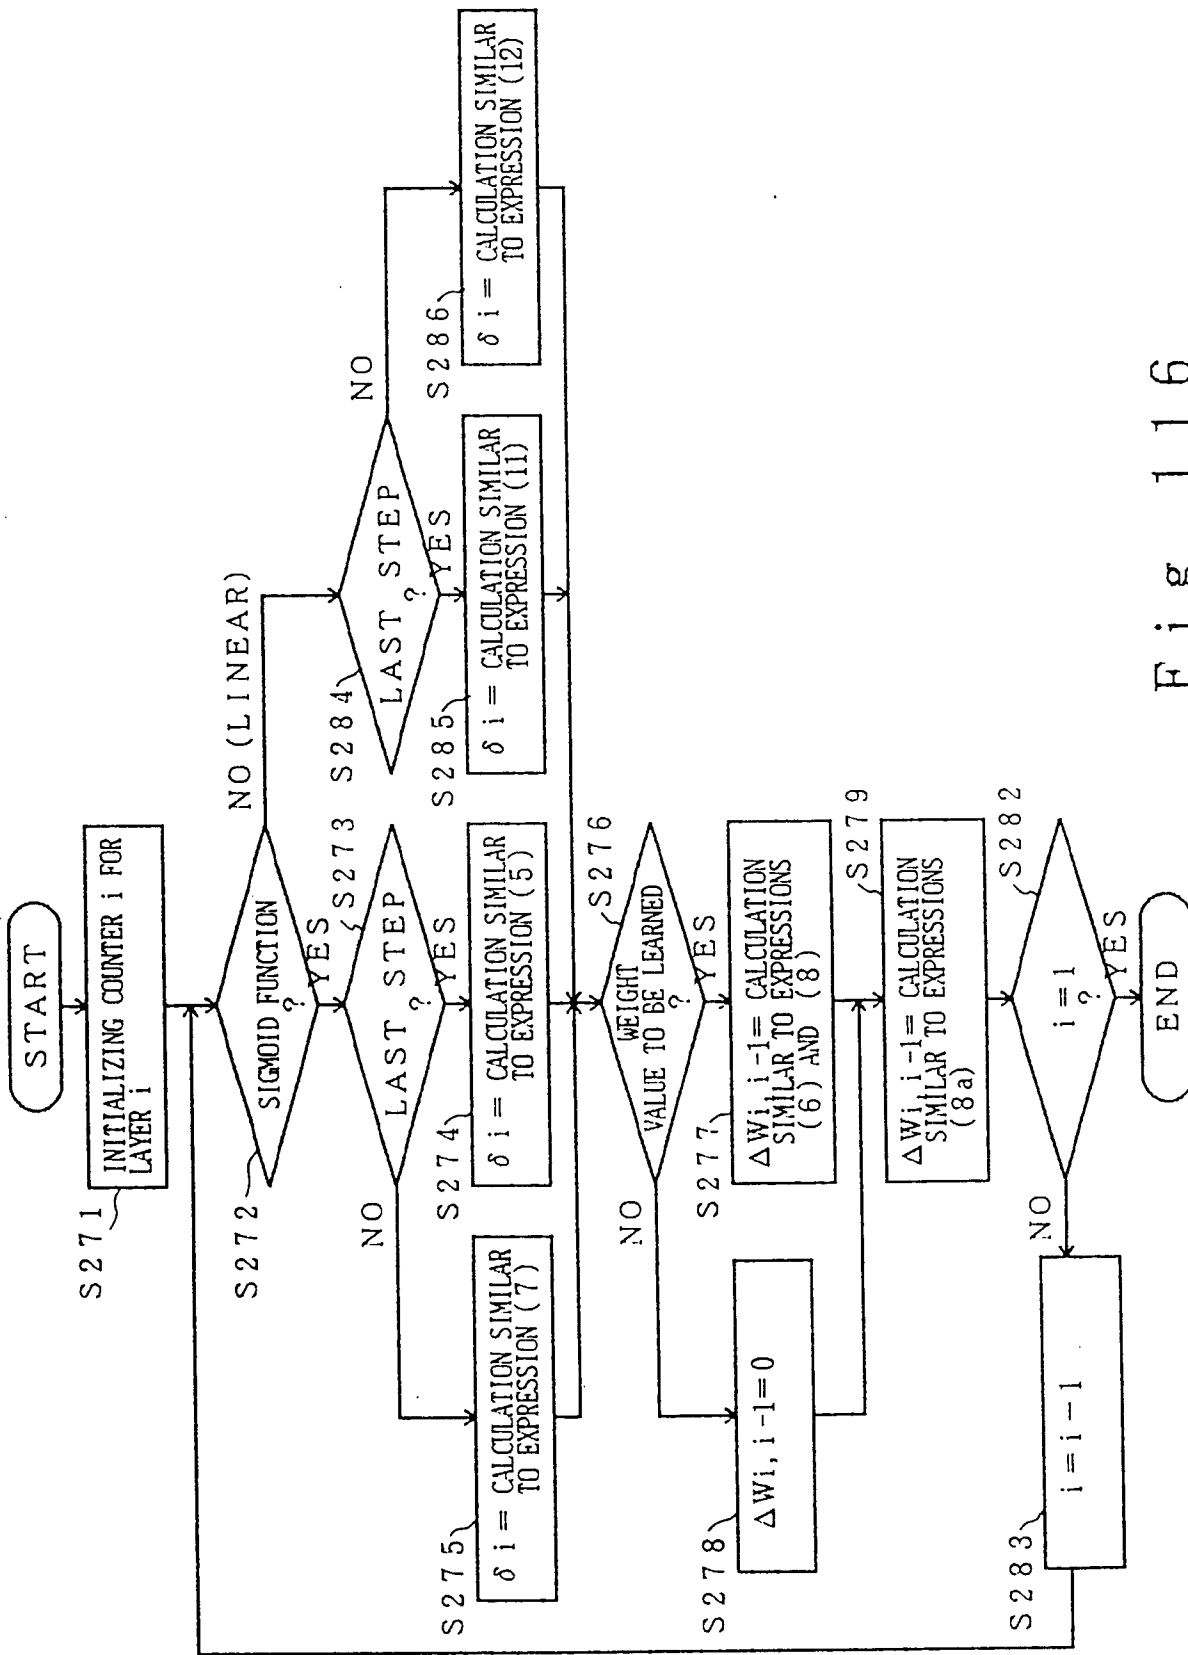 START
S271
INITIALIZING COUNTER i FOR
LAYER i
S272
SIGMOID FUNCTION
?
NO (LINEAR)
YES
S273
LAST STEP
?
NO
YES
S284
LAST STEP
?
NO
YES
S275
δ i = CALCULATION SIMILAR
TO EXPRESSION (7)
S274
δ i = CALCULATION SIMILAR
TO EXPRESSION (5)
S285
δ i = CALCULATION SIMILAR
TO EXPRESSION (11)
S286
δ i = CALCULATION SIMILAR
TO EXPRESSION (12)
S276
WEIGHT
VALUE TO BE LEARNED
?
NO
YES
S278
ΔWi, i-1=0
S277
ΔWi, i-1= CALCULATION
SIMILAR TO EXPRESSIONS
(6) AND (8)
S279
ΔWi, i-1= CALCULATION
SIMILAR TO EXPRESSIONS
(8a)
S282
i=1
?
NO
YES
S283
i=i-1
END
Fig. 116